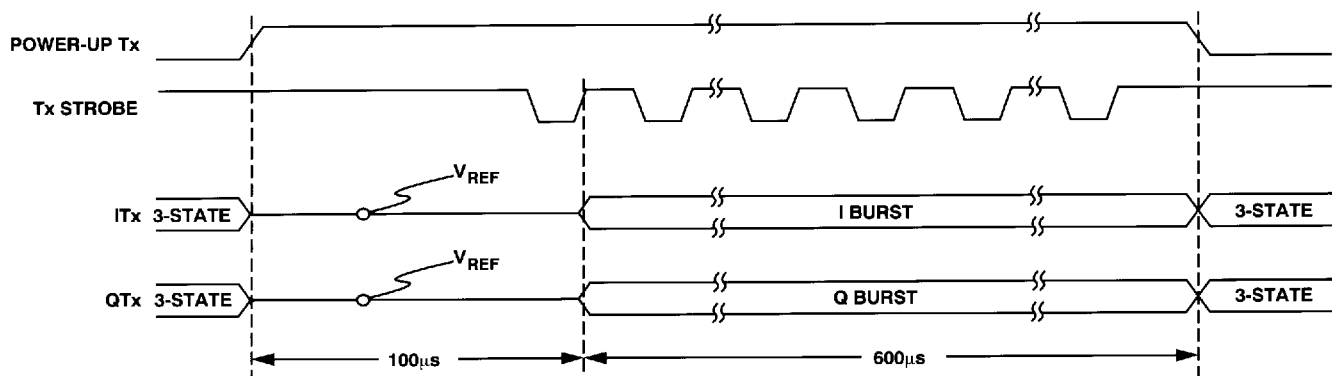 POWER-UP Tx
Tx STROBE
VREF
ITx 3-STATE
I BURST
3-STATE
VREF
QTx 3-STATE
Q BURST
3-STATE
100μs
600μs